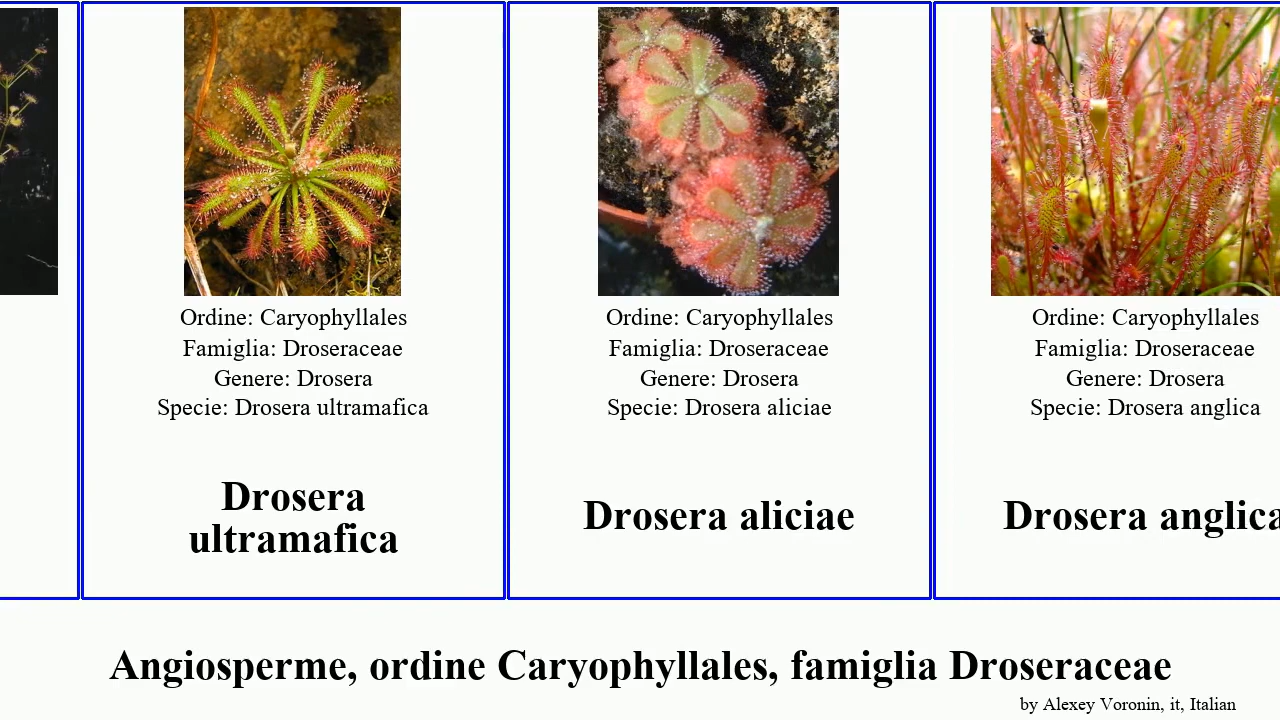 Ordine: Caryophyllales
Famiglia: Droseraceae
Genere: Drosera
Specie: Drosera ultramafica
Drosera
ultramafica
Ordine: Caryophyllales
Famiglia: Droseraceae
Genere: Drosera
Specie: Drosera aliciae
Drosera aliciae
Ordine: Caryophyllales
Famiglia: Droseraceae
Genere: Drosera
Specie: Drosera anglica
Drosera anglica
Angiosperme, ordine Caryophyllales, famiglia Droseraceae
by Alexey Voronin, it, Italian